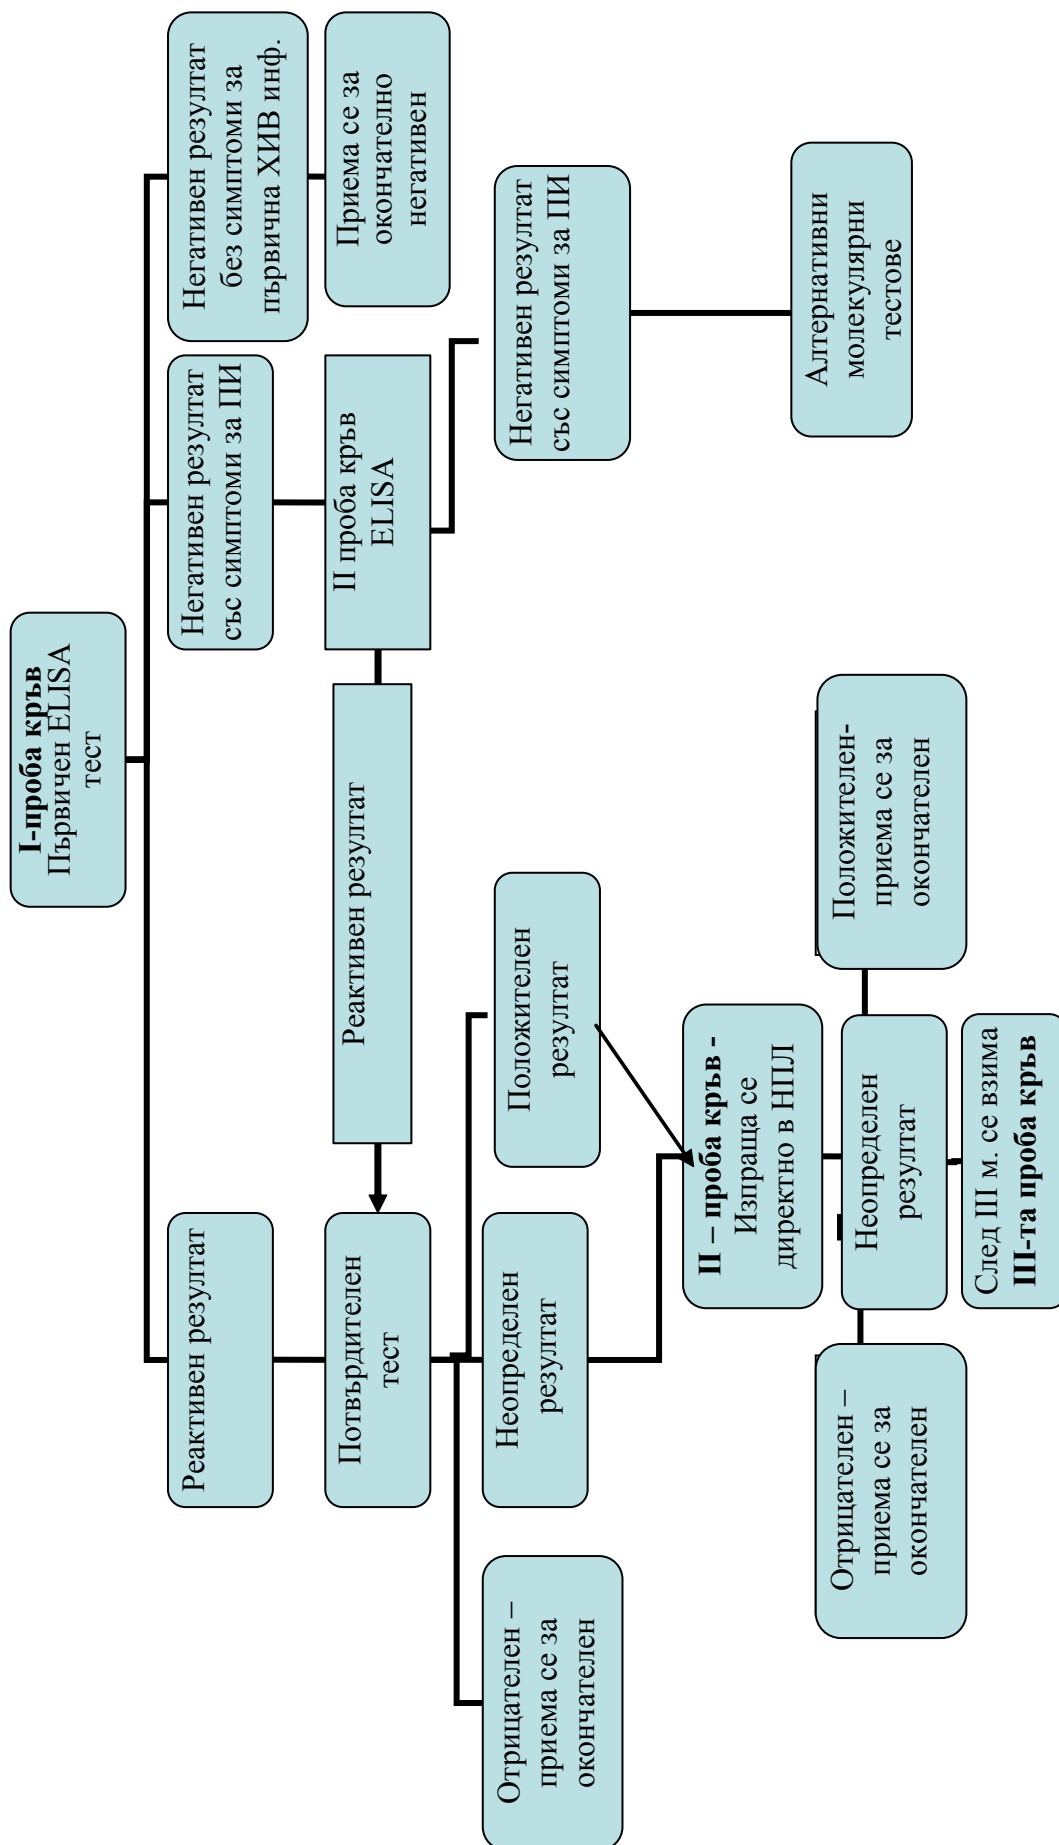 I-проба кръв
Първичен ELISA
тест
Реактивен резултат
Негативен резултат
със симптоми за ПИ
Негативен резултат
без симптоми за
първична ХИВ инф.
Потвърдителен
тест
Реактивен резултат
II проба кръв
ELISA
Приема се за
окончателно
негативен
Отрицателен –
приема се за
окончателен
Неопределен
резултат
Положителен
резултат
Негативен резултат
със симптоми за ПИ
II – проба кръв -
Изпраща се
директно в НПЛ
Алтернативни
молекулярни
тестове
Отрицателен –
приема се за
окончателен
Неопределен
резултат
Положителен-
приема се за
окончателен
След III м. се взима
III-та проба кръв